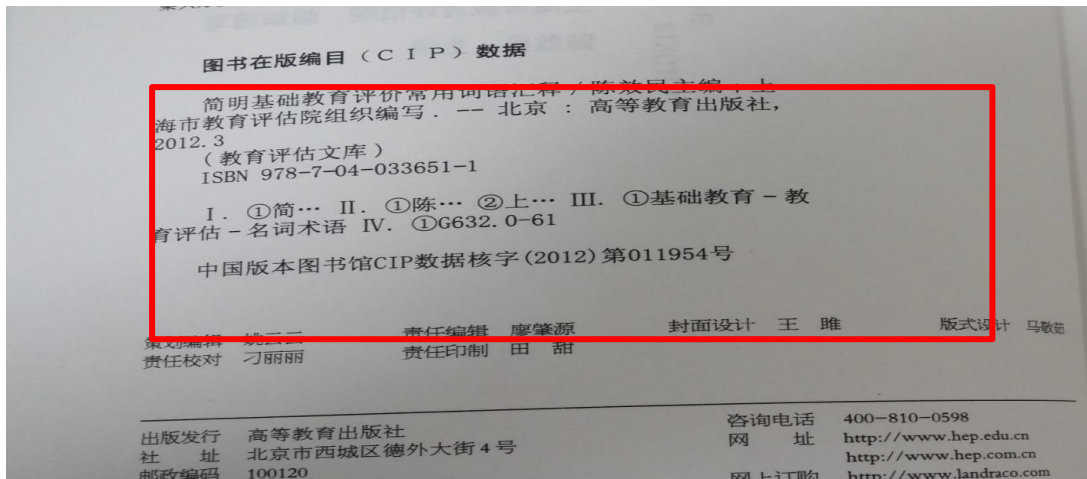 图书在版编目（CIP）数据
简明基础教育评价常用词语汇释 / 陈效民主编；上
海市教育评估院组织编写. -- 北京：高等教育出版社，
2012.3
（教育评估文库）
ISBN 978-7-04-033651-1
Ⅰ. ①简… Ⅱ. ①陈… ②上… Ⅲ. ①基础教育－教
育评估－名词术语 Ⅳ. ①G632.0-61
中国版本图书馆CIP数据核字(2012)第011954号
策划编辑 责任编辑 廖肇源 封面设计 王 雎 版式设计 马敬茹
责任校对 刁丽丽 责任印制 田 甜
出版发行 高等教育出版社 咨询电话 400-810-0598
社 址 北京市西城区德外大街4号 网 址 http://www.hep.edu.cn
http://www.hep.com.cn
邮政编码 100120 网上订购 http://www.landraco.com